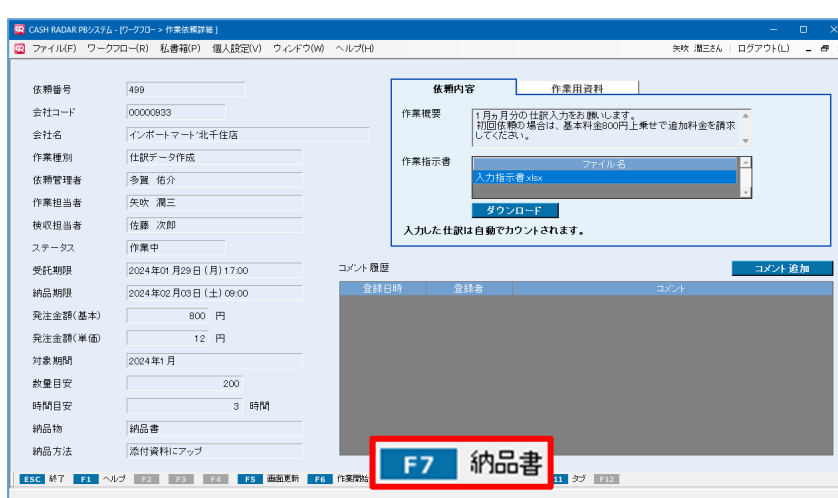 CASH RADAR PBシステム - [ワークフロー > 作業依頼詳細]
ファイル(F) ワークフロー(R) 私書箱(P) 個人設定(V) ウィンドウ(W) ヘルプ(H) 矢吹 潤三さん ログアウト(L)
依頼番号 499
会社コード 00000933
会社名 インポートマート北千住店
作業種別 仕訳データ作成
依頼管理者 多賀 佑介
作業担当者 矢吹 潤三
検収担当者 佐藤 次郎
ステータス 作業中
受託期限 2024年01月29日(月)17:00
納品期限 2024年02月03日(土)09:00
発注金額(基本) 800 円
発注金額(単価) 12 円
対象期間 2024年1月
数量目安 200
時間目安 3 時間
納品物 納品書
納品方法 添付資料にアップ
依頼内容 作業用資料
作業概要 1ヵ月分の仕訳入力をお願いします。
初回依頼の場合は、基本料金800円上乗せで追加料金を請求
してください。
作業指示書 ファイル名
入力指示書.xlsx
ダウンロード
入力した仕訳は自動でカウントされます。
コメント履歴 コメント追加
登録日時 登録者 コメント
F7 納品書
ESC 終了 F1 ヘルプ F2 F3 F4 F5 画面更新 F6 作業開始 11 タブ F12